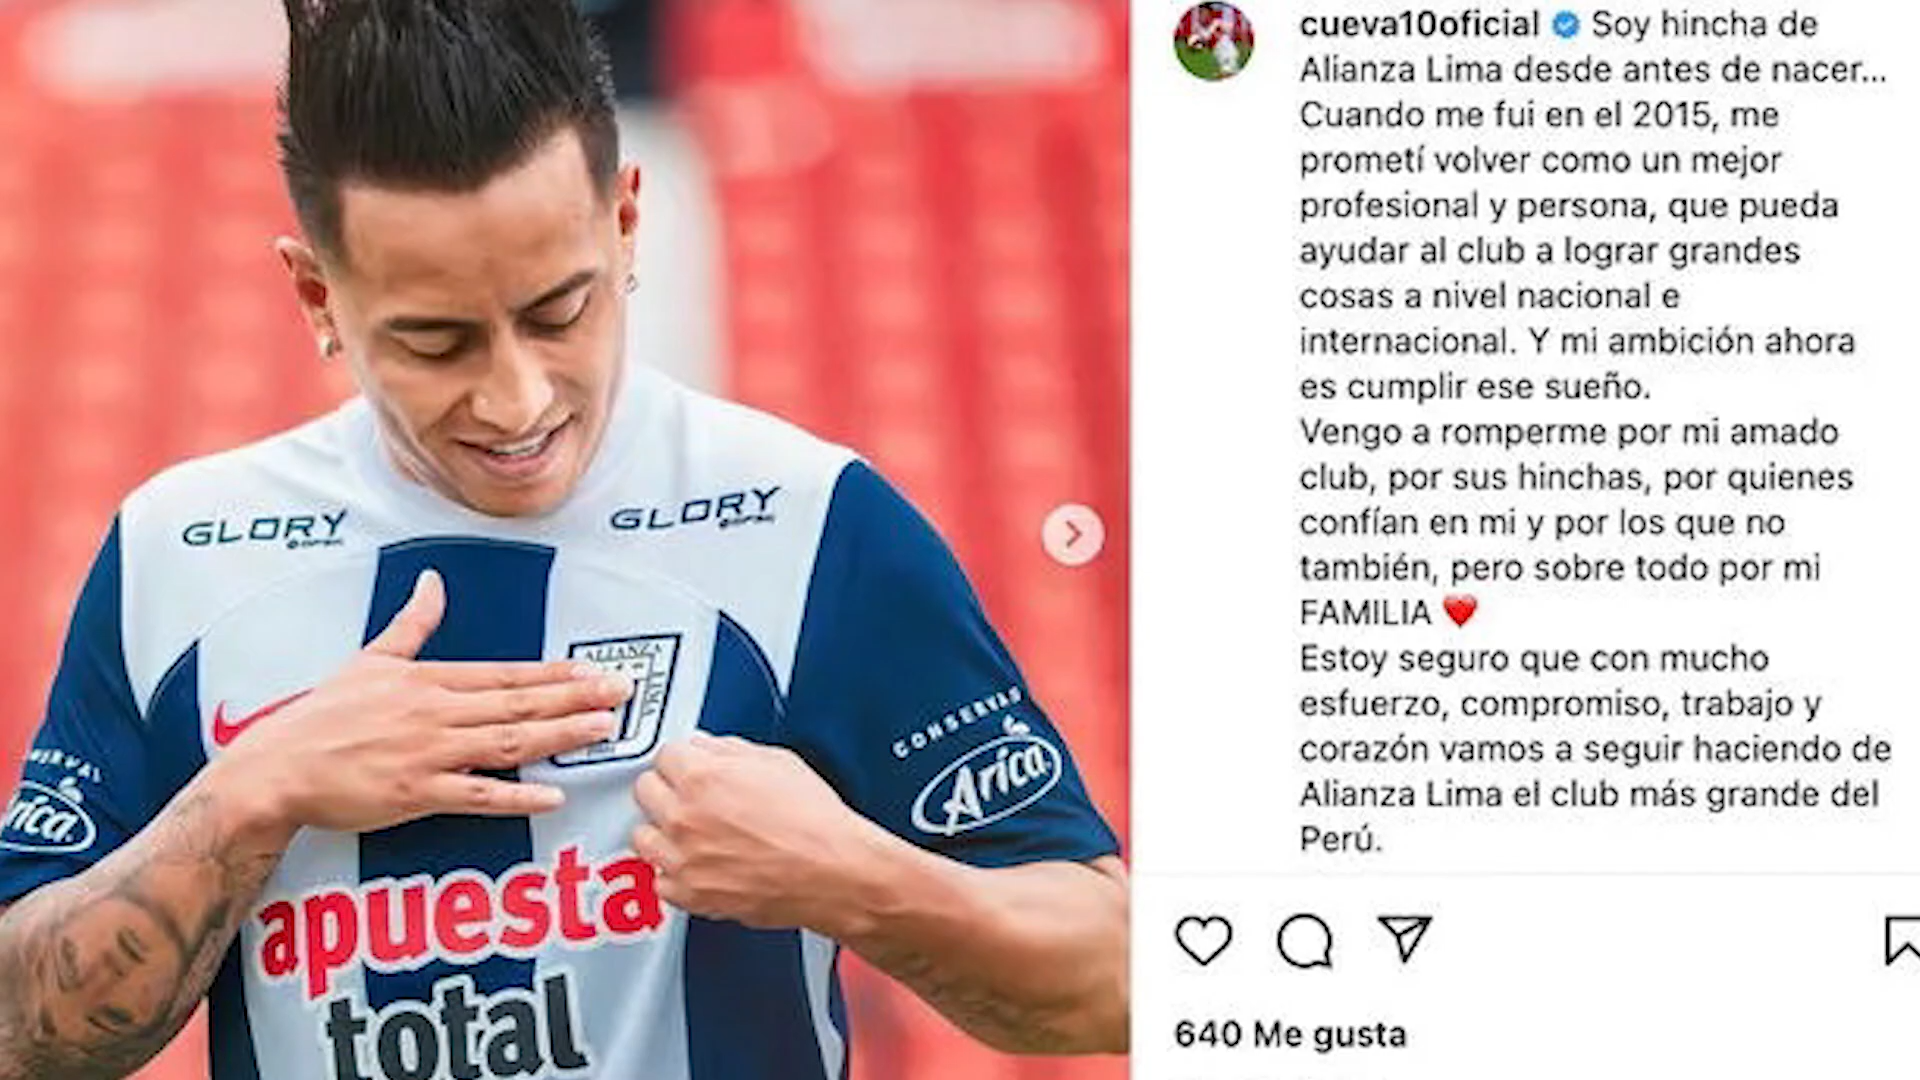 GLORY
GLORY
ALIANZA
LIMA
CONSERVAS
Arica
apuesta
total
cueva10oficial Soy hincha de
Alianza Lima desde antes de nacer...
Cuando me fui en el 2015, me
prometí volver como un mejor
profesional y persona, que pueda
ayudar al club a lograr grandes
cosas a nivel nacional e
internacional. Y mi ambición ahora
es cumplir ese sueño.
Vengo a romperme por mi amado
club, por sus hinchas, por quienes
confían en mi y por los que no
también, pero sobre todo por mi
FAMILIA ❤️
Estoy seguro que con mucho
esfuerzo, compromiso, trabajo y
corazón vamos a seguir haciendo de
Alianza Lima el club más grande del
Perú.
640 Me gusta